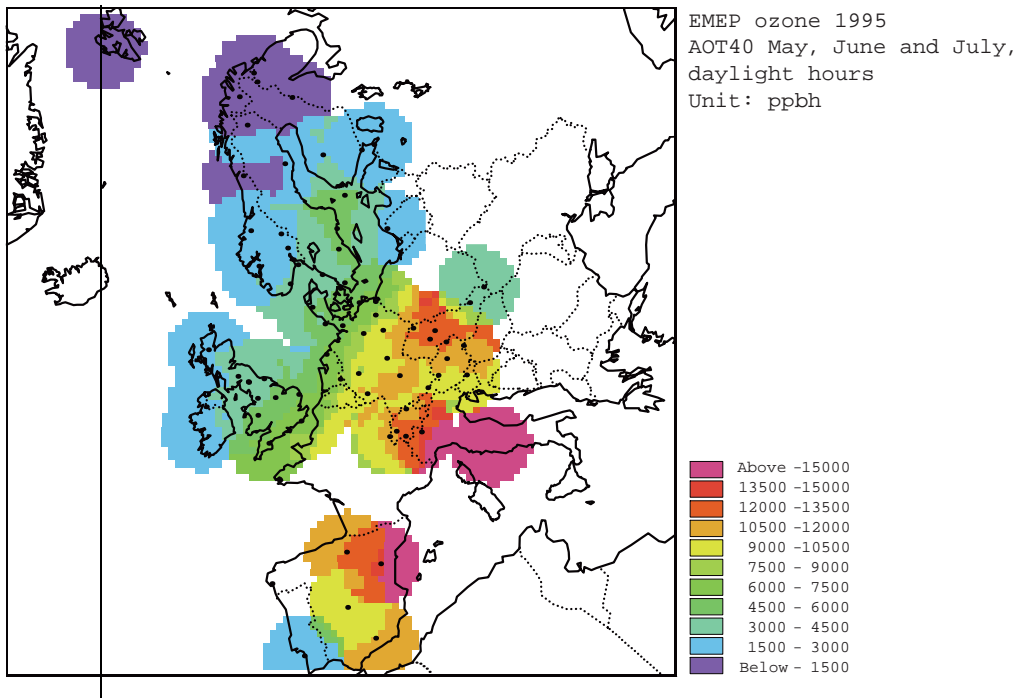 EMEP ozone 1995
AOT40 May, June and July,
daylight hours
Unit: ppbh
Above -15000
13500 -15000
12000 -13500
10500 -12000
9000 -10500
7500 - 9000
6000 - 7500
4500 - 6000
3000 - 4500
1500 - 3000
Below - 1500